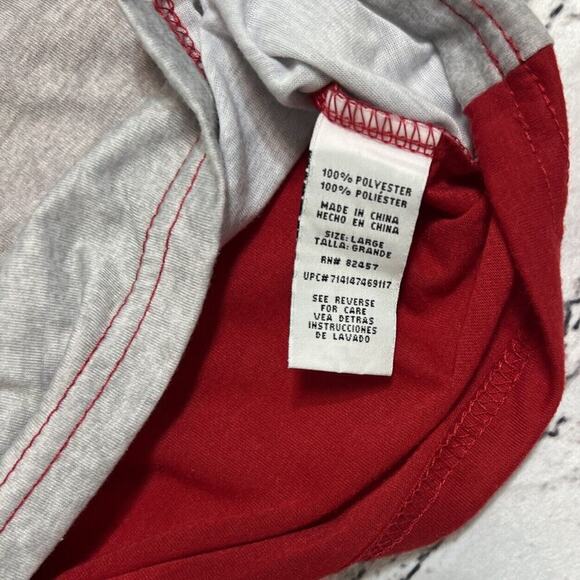 100% POLYESTER
100% POLIÉSTER
MADE IN CHINA
HECHO EN CHINA
SIZE: LARGE
TALLA: GRANDE
RN# 82457
UPC#714147469117
SEE REVERSE
FOR CARE
VEA DETRAS
INSTRUCCIONES
DE LAVADO